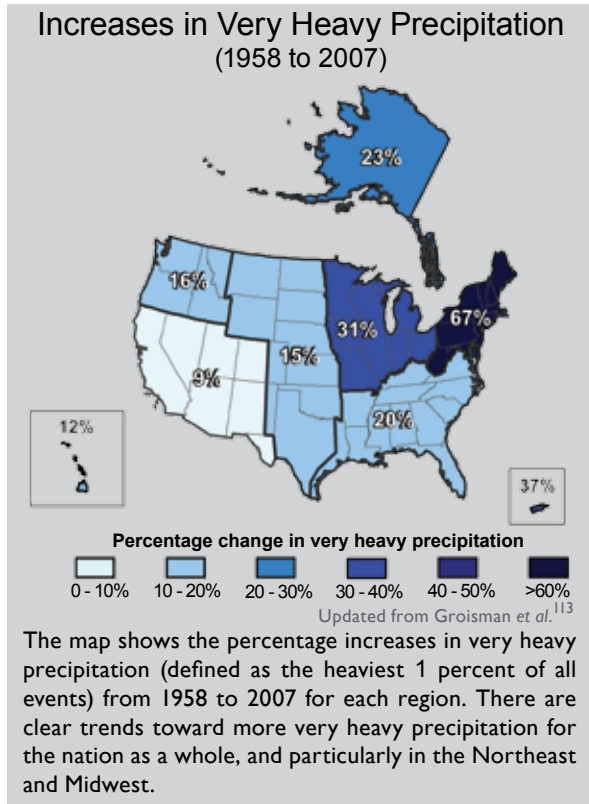 Increases in Very Heavy Precipitation
(1958 to 2007)
23%
16%
67%
31%
15%
9%
20%
12%
37%
Percentage change in very heavy precipitation
0 - 10% 10 - 20% 20 - 30% 30 - 40% 40 - 50% >60%
Updated from Groisman et al.113
The map shows the percentage increases in very heavy
precipitation (defined as the heaviest 1 percent of all
events) from 1958 to 2007 for each region. There are
clear trends toward more very heavy precipitation for
the nation as a whole, and particularly in the Northeast
and Midwest.